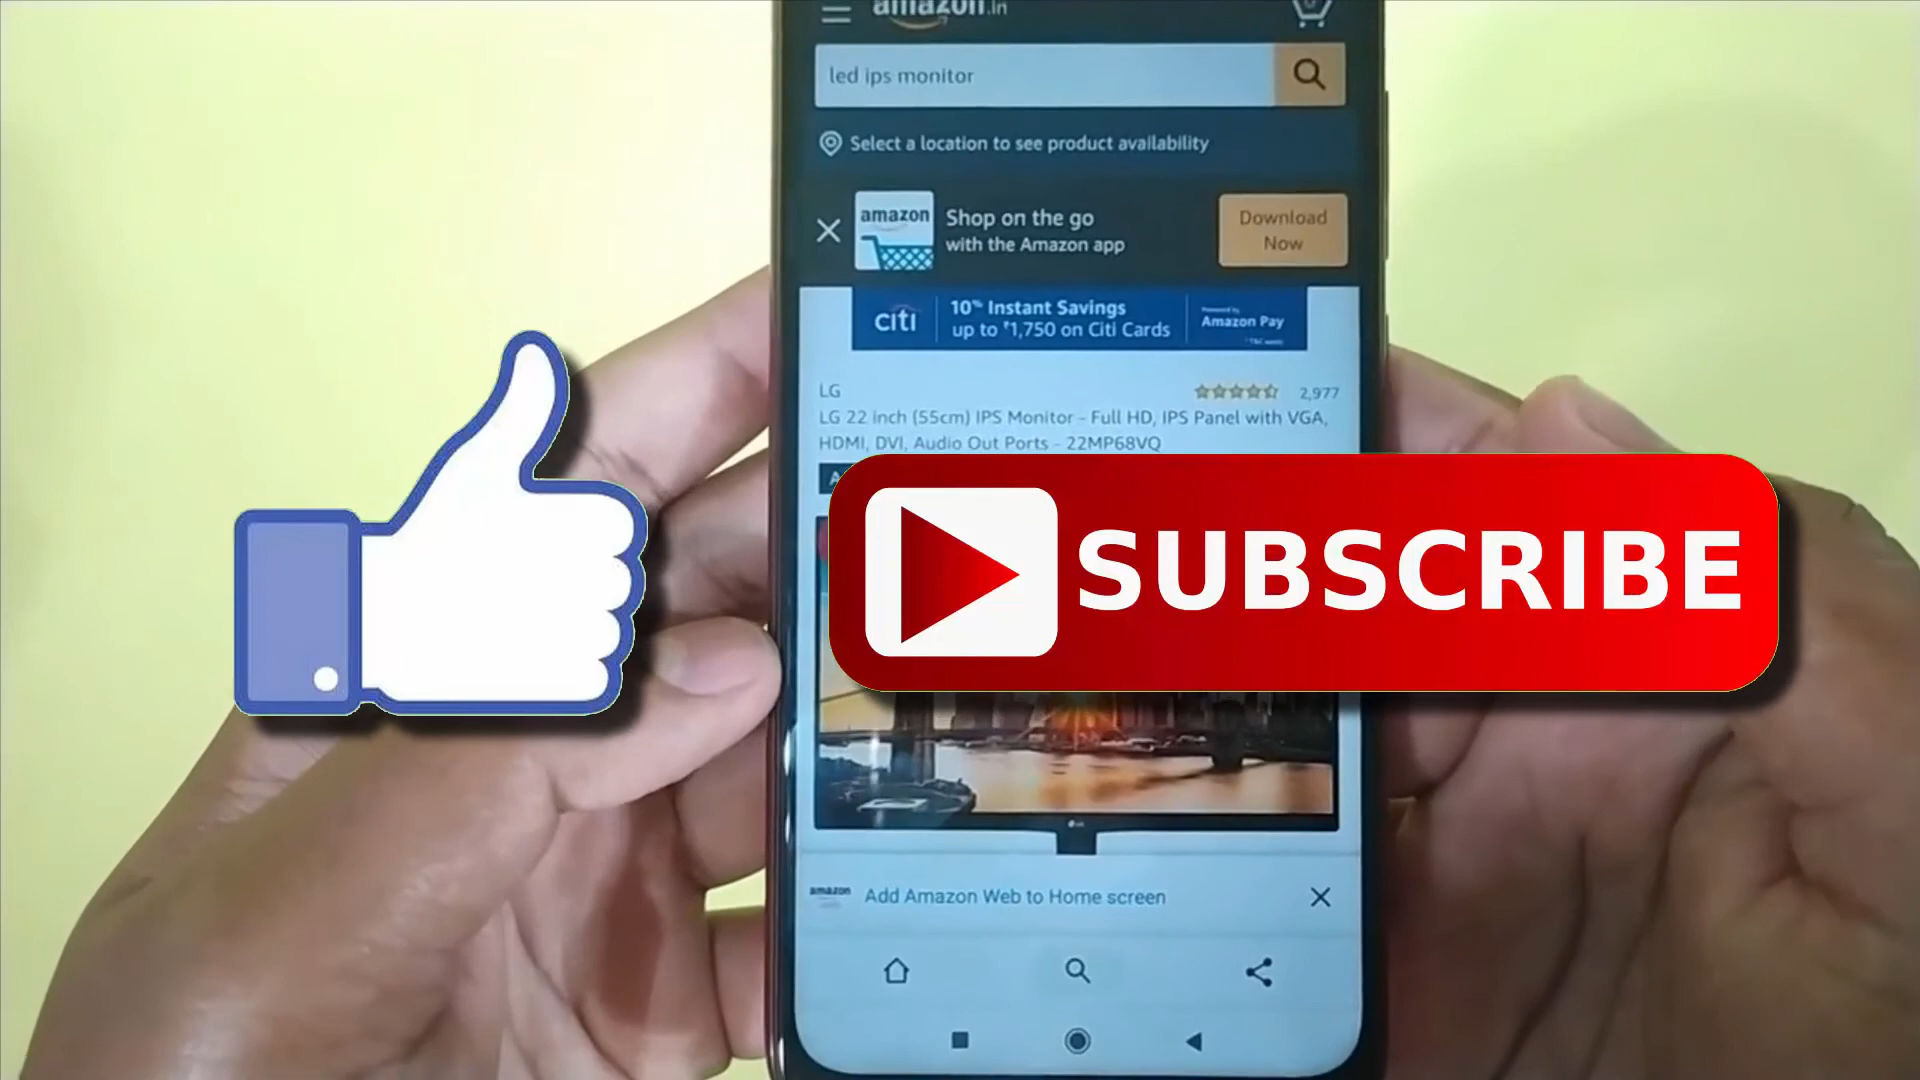 amazon.in
led ips monitor
Select a location to see product availability
amazon
Shop on the go
with the Amazon app
Download
Now
citi
10% Instant Savings
up to ₹1,750 on Citi Cards
Amazon Pay
LG
2,977
LG 22 inch (55cm) IPS Monitor - Full HD, IPS Panel with VGA,
HDMI, DVI, Audio Out Ports - 22MP68VQ
SUBSCRIBE
amazon
Add Amazon Web to Home screen